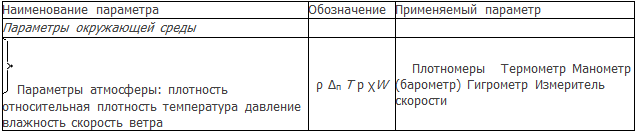 Наименование параметра Обозначение Применяемый параметр
Параметры окружающей среды
Параметры атмосферы: плотность
относительная плотность температура давление
влажность скорость ветра
ρ Δп T p χ W
Плотномеры Термометр Манометр
(барометр) Гигрометр Измеритель
скорости